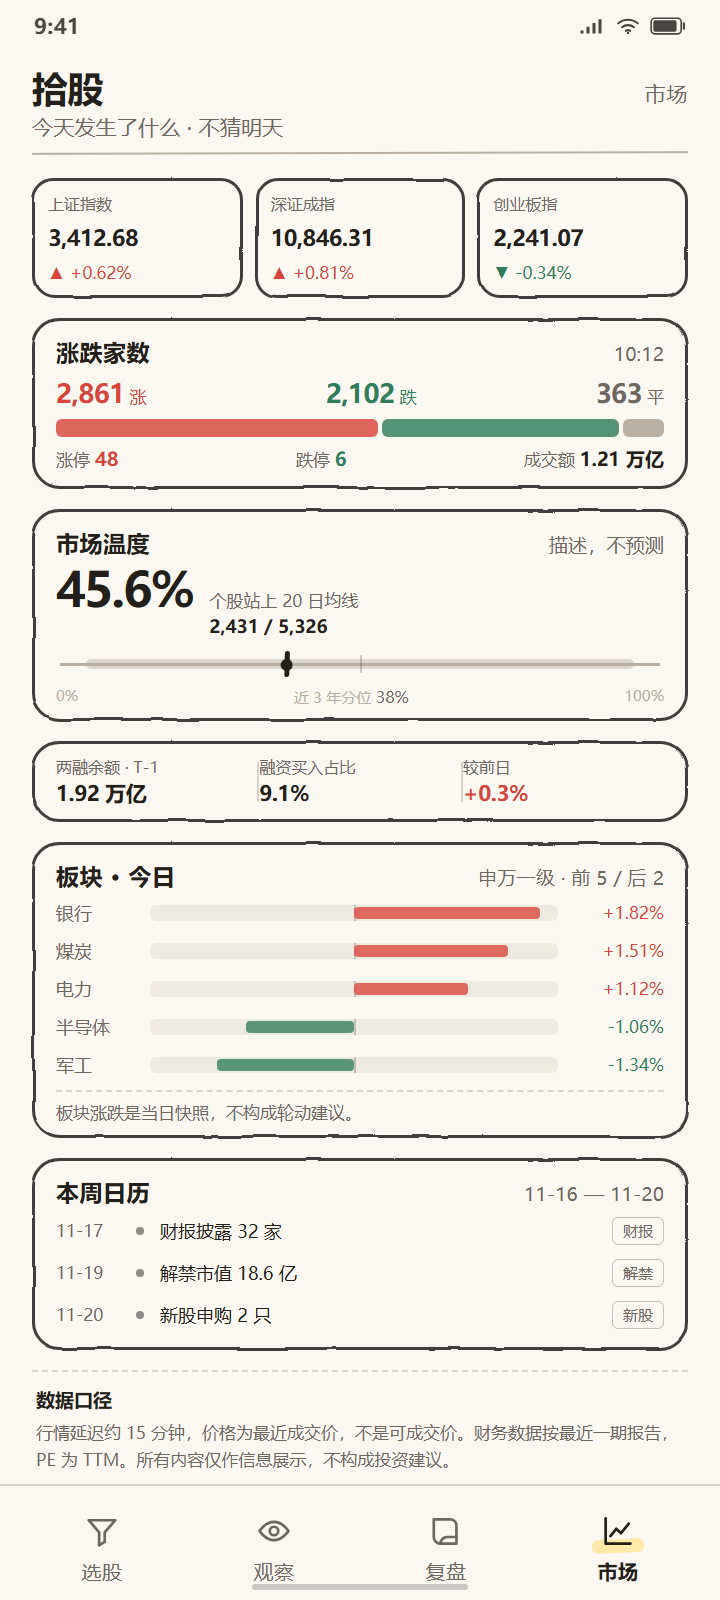 9:41
拾股
市场
今天发生了什么 · 不猜明天
上证指数
3,412.68
▲ +0.62%
深证成指
10,846.31
▲ +0.81%
创业板指
2,241.07
▼ -0.34%
涨跌家数
10:12
2,861 涨
2,102 跌
363 平
涨停 48
跌停 6
成交额 1.21 万亿
市场温度
描述，不预测
45.6%
个股站上 20 日均线
2,431 / 5,326
0%
近 3 年分位 38%
100%
两融余额 · T-1
1.92 万亿
融资买入占比
9.1%
较前日
+0.3%
板块 · 今日
申万一级 · 前 5 / 后 2
银行
+1.82%
煤炭
+1.51%
电力
+1.12%
半导体
-1.06%
军工
-1.34%
板块涨跌是当日快照，不构成轮动建议。
本周日历
11-16 — 11-20
11-17
财报披露 32 家
财报
11-19
解禁市值 18.6 亿
解禁
11-20
新股申购 2 只
新股
数据口径
行情延迟约 15 分钟，价格为最近成交价，不是可成交价。财务数据按最近一期报告，
PE 为 TTM。所有内容仅作信息展示，不构成投资建议。
选股
观察
复盘
市场